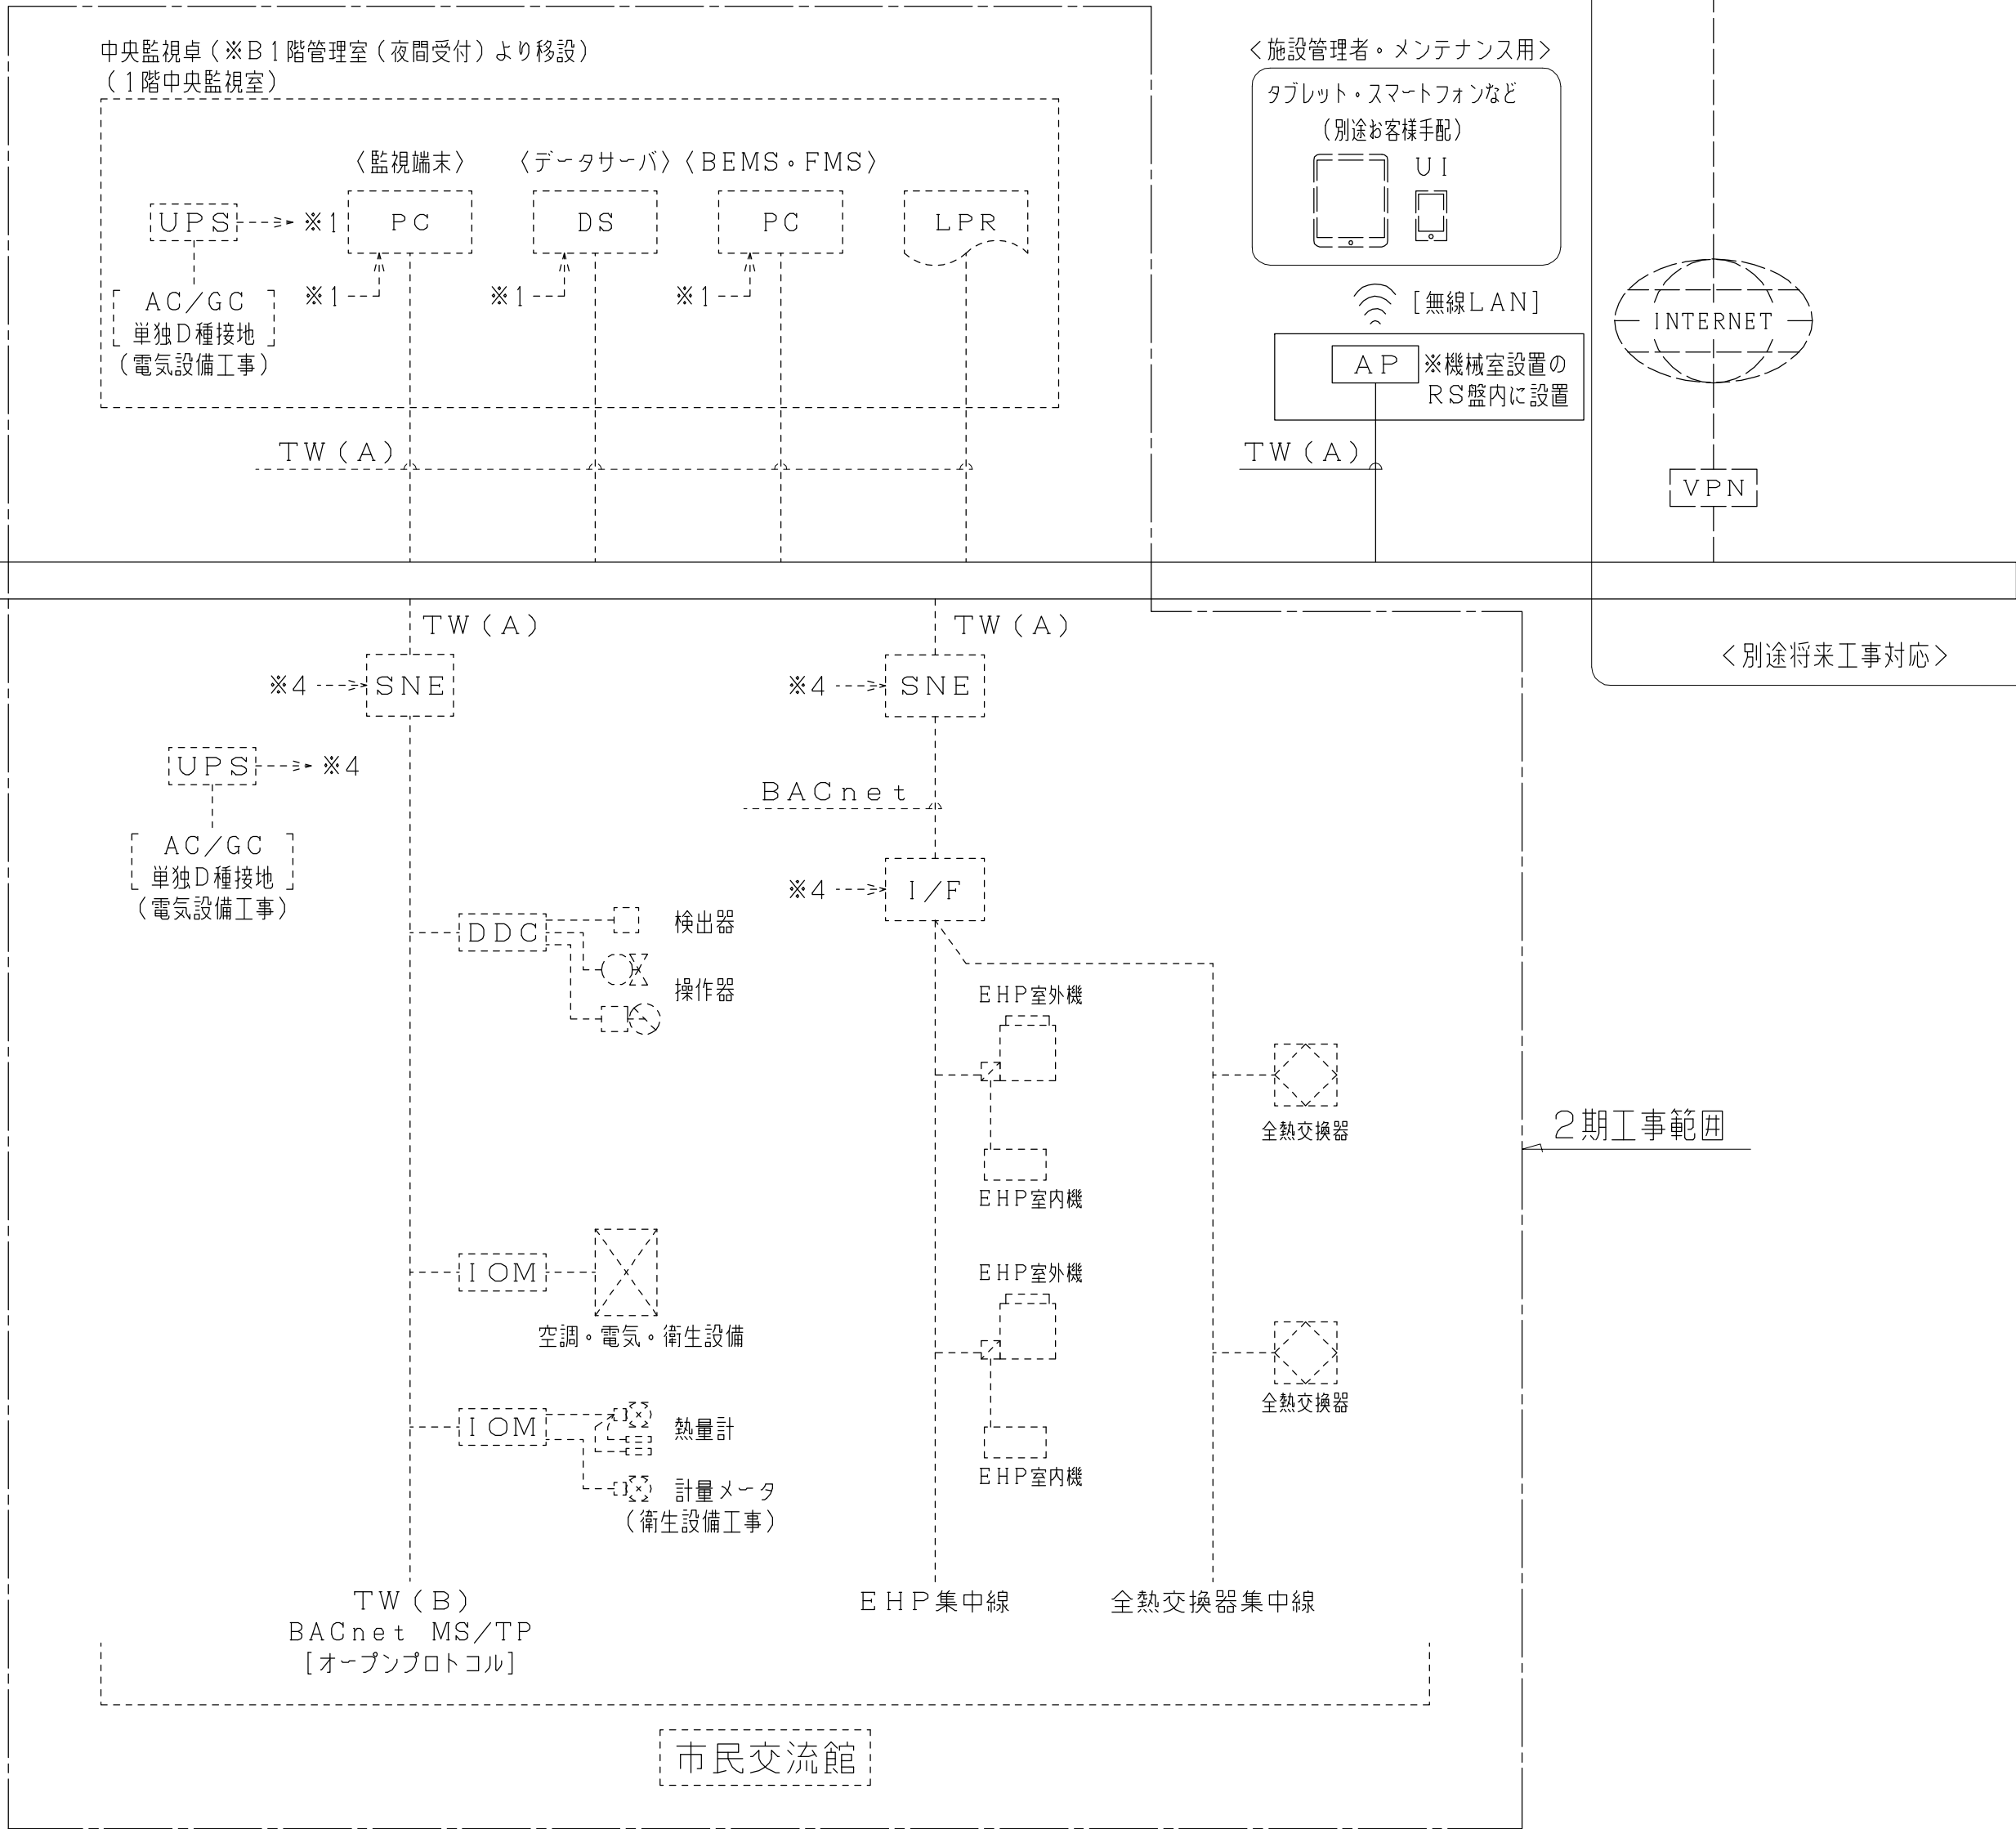 中央監視卓（※Ｂ１階管理室（夜間受付）より移設）
（１階中央監視室）
〈監視端末〉
〈データサーバ〉
〈ＢＥＭＳ・ＦＭＳ〉
ＵＰＳ
※１
ＰＣ
ＤＳ
ＰＣ
ＬＰＲ
※１
※１
※１
［ ＡＣ／ＧＣ ］
単独Ｄ種接地
（電気設備工事）
ＴＷ（Ａ）
＜施設管理者・メンテナンス用＞
タブレット・スマートフォンなど
（別途お客様手配）
ＵＩ
［無線ＬＡＮ］
ＡＰ
※機械室設置の
ＲＳ盤内に設置
ＴＷ（Ａ）
ＩＮＴＥＲＮＥＴ
ＶＰＮ
＜別途将来工事対応＞
ＴＷ（Ａ）
ＴＷ（Ａ）
※４
ＳＮＥ
※４
ＳＮＥ
ＵＰＳ
※４
ＢＡＣｎｅｔ
［ ＡＣ／ＧＣ ］
単独Ｄ種接地
（電気設備工事）
※４
Ｉ／Ｆ
ＤＤＣ
検出器
操作器
ＥＨＰ室外機
全熱交換器
ＥＨＰ室内機
２期工事範囲
ＩＯＭ
空調・電気・衛生設備
ＥＨＰ室外機
全熱交換器
ＥＨＰ室内機
ＩＯＭ
熱量計
計量メータ
（衛生設備工事）
ＴＷ（Ｂ）
ＢＡＣｎｅｔ ＭＳ／ＴＰ
［オープンプロトコル］
ＥＨＰ集中線
全熱交換器集中線
市民交流館